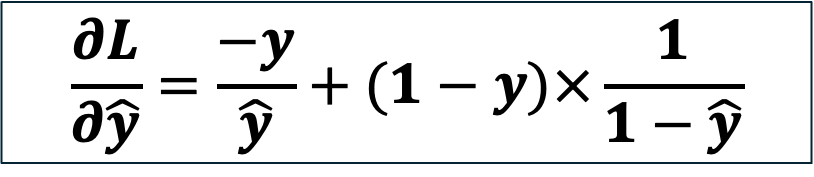 ∂L/∂ŷ = −y/ŷ + (1 − y) × 1/(1 − ŷ)